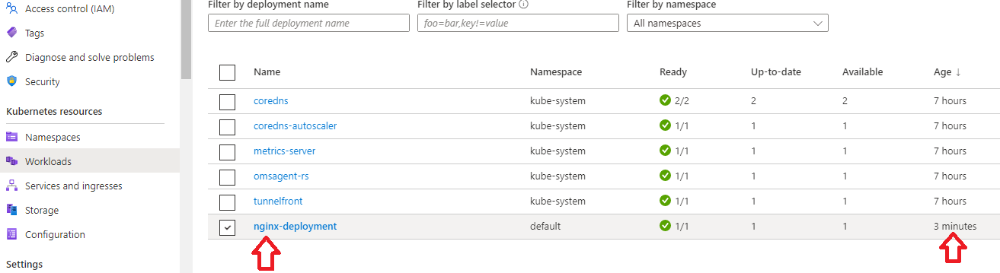 Access control (IAM)
Tags
Diagnose and solve problems
Security
Kubernetes resources
Namespaces
Workloads
Services and ingresses
Storage
Configuration
Settings
Filter by deployment name Filter by label selector Filter by namespace
Enter the full deployment name foo=bar,key!=value All namespaces
Name Namespace Ready Up-to-date Available Age ↓
coredns kube-system 2/2 2 2 7 hours
coredns-autoscaler kube-system 1/1 1 1 7 hours
metrics-server kube-system 1/1 1 1 7 hours
omsagent-rs kube-system 1/1 1 1 7 hours
tunnelfront kube-system 1/1 1 1 7 hours
nginx-deployment default 1/1 1 1 3 minutes